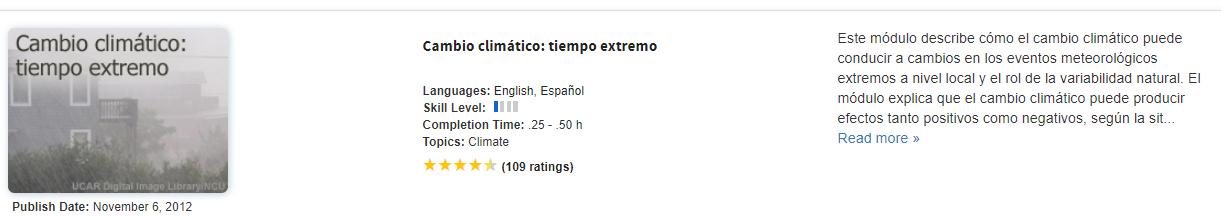 Cambio climático:
tiempo extremo
UCAR Digital Image Library/NCU
Publish Date: November 6, 2012
Cambio climático: tiempo extremo
Languages: English, Español
Skill Level:
Completion Time: .25 - .50 h
Topics: Climate
(109 ratings)
Este módulo describe cómo el cambio climático puede
conducir a cambios en los eventos meteorológicos
extremos a nivel local y el rol de la variabilidad natural. El
módulo explica que el cambio climático puede producir
efectos tanto positivos como negativos, según la sit...
Read more »